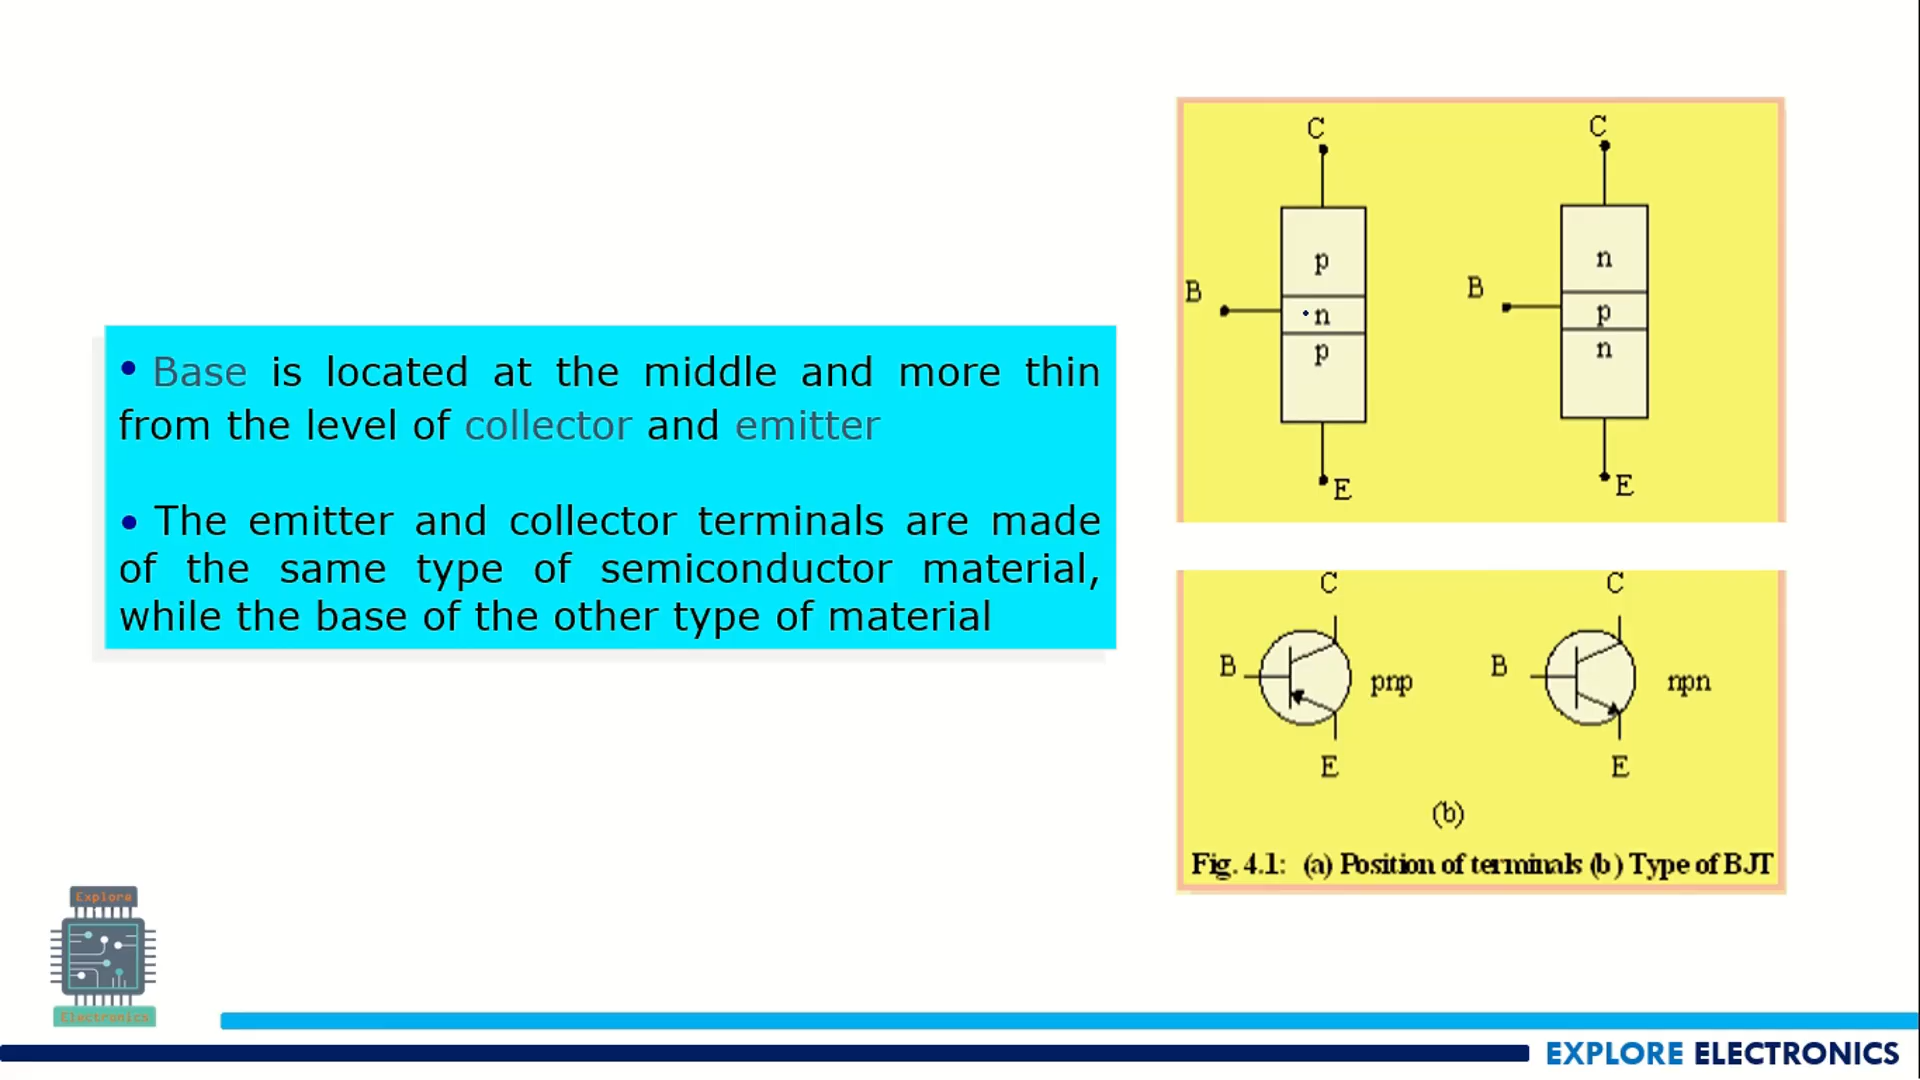 • Base is located at the middle and more thin
from the level of collector and emitter
• The emitter and collector terminals are made
of the same type of semiconductor material,
while the base of the other type of material
C
C
p
n
B
B
n
p
p
n
E
E
C
C
B
pnp
B
npn
E
E
(b)
Fig. 4.1: (a) Position of terminals (b) Type of BJT
Explore
Electronics
EXPLORE ELECTRONICS